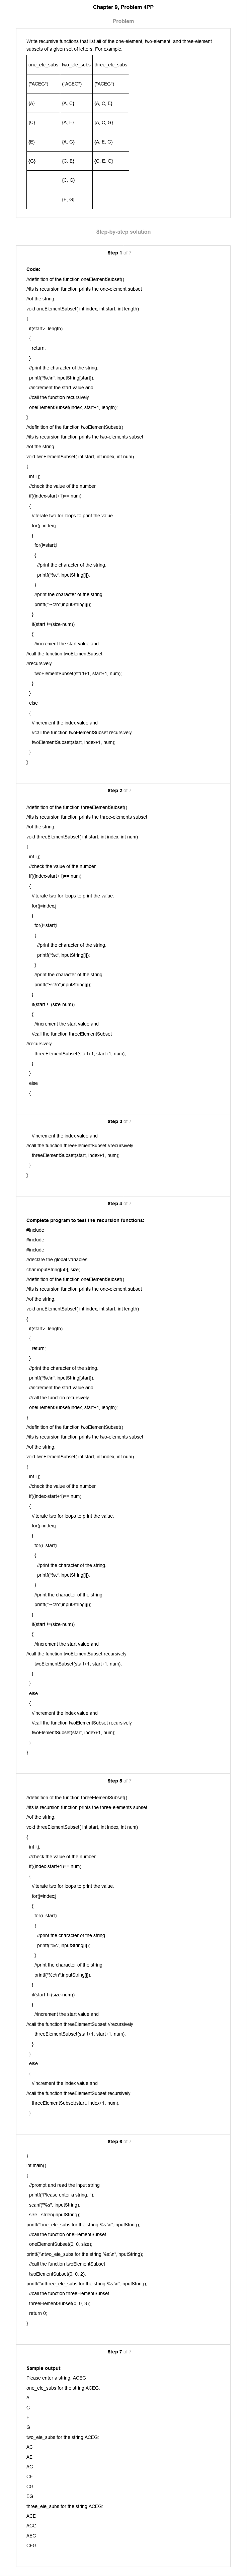 Chapter 9, Problem 4PP
Problem
Write recursive functions that list all of the one-element, two-element, and three-element
subsets of a given set of letters. For example,
one_ele_subs two_ele_subs three_ele_subs
("ACEG") ("ACEG") ("ACEG")
{A} {A, C} {A, C, E}
{C} {A, E} {A, C, G}
{E} {A, G} {A, E, G}
{G} {C, E} {C, E, G}
{C, G}
{E, G}
Step-by-step solution
Step 1 of 7
Code:
//definition of the function oneElementSubset()
//its is recursion function prints the one-element subset
//of the string.
void oneElementSubset( int index, int start, int length)
{
if(start>=length)
{
return;
}
//print the character of the string.
printf("%c\n",inputString[start]);
//increment the start value and
//call the function recursively
oneElementSubset(index, start+1, length);
}
//definition of the function twoElementSubset()
//its is recursion function prints the two-elements subset
//of the string.
void twoElementSubset( int start, int index, int num)
{
int i,j;
//check the value of the number
if((index-start+1)== num)
{
//iterate two for loops to print the value
for(j=index;j
{
for(i=start;i
{
//print the character of the string.
printf("%c",inputString[i]);
}
//print the character of the string
printf("%c\n",inputString[j]);
}
if(start !=(size-num))
{
//increment the start value and
//call the function twoElementSubset
//recursively
twoElementSubset(start+1, start+1, num);
}
}
else
{
//increment the index value and
//call the function twoElementSubset recursively
twoElementSubset(start, index+1, num);
}
}
Step 2 of 7
//definition of the function threeElementSubset()
//its is recursion function prints the three-elements subset
//of the string.
void threeElementSubset( int start, int index, int num)
{
int i,j;
//check the value of the number
if((index-start+1)== num)
{
//iterate two for loops to print the value
for(j=index;j
{
for(i=start;i
{
//print the character of the string.
printf("%c",inputString[i]);
}
//print the character of the string
printf("%c\n",inputString[j]);
}
if(start !=(size-num))
{
//increment the start value and
//call the function threeElementSubset
//recursively
threeElementSubset(start+1, start+1, num);
}
}
else
{
Step 3 of 7
//increment the index value and
//call the function threeElementSubset //recursively
threeElementSubset(start, index+1, num);
}
}
Step 4 of 7
Complete program to test the recursion functions:
#include
#include
#include
//declare the global variables
char inputString[50], size;
//definition of the function oneElementSubset()
//its is recursion function prints the one-element subset
//of the string.
void oneElementSubset( int index, int start, int length)
{
if(start>=length)
{
return;
}
//print the character of the string.
printf("%c\n",inputString[start]);
//increment the start value and
//call the function recursively
oneElementSubset(index, start+1, length);
}
//definition of the function twoElementSubset()
//its is recursion function prints the two-elements subset
//of the string.
void twoElementSubset( int start, int index, int num)
{
int i,j;
//check the value of the number
if((index-start+1)== num)
{
//iterate two for loops to print the value
for(j=index;j
{
for(i=start;i
{
//print the character of the string.
printf("%c",inputString[i]);
}
//print the character of the string
printf("%c\n",inputString[j]);
}
if(start !=(size-num))
{
//increment the start value and
//call the function twoElementSubset recursively
twoElementSubset(start+1, start+1, num);
}
}
else
{
//increment the index value and
//call the function twoElementSubset recursively
twoElementSubset(start, index+1, num);
}
}
Step 5 of 7
//definition of the function threeElementSubset()
//its is recursion function prints the three-elements subset
//of the string.
void threeElementSubset( int start, int index, int num)
{
int i,j;
//check the value of the number
if((index-start+1)== num)
{
//iterate two for loops to print the value
for(j=index;j
{
for(i=start;i
{
//print the character of the string.
printf("%c",inputString[i]);
}
//print the character of the string
printf("%c\n",inputString[j]);
}
if(start !=(size-num))
{
//increment the start value and
//call the function threeElementSubset //recursively
threeElementSubset(start+1, start+1, num);
}
}
else
{
//increment the index value and
//call the function threeElementSubset recursively
threeElementSubset(start, index+1, num);
}
Step 6 of 7
}
int main()
{
//prompt and read the input string
printf("Please enter a string: ");
scanf("%s", inputString);
size= strlen(inputString);
printf("one_ele_subs for the string %s:\n",inputString);
//call the function oneElementSubset
oneElementSubset(0, 0, size);
printf("\ntwo_ele_subs for the string %s:\n",inputString);
//call the function twoElementSubset
twoElementSubset(0, 0, 2);
printf("\nthree_ele_subs for the string %s:\n",inputString);
//call the function threeElementSubset
threeElementSubset(0, 0, 3);
return 0;
}
Step 7 of 7
Sample output:
Please enter a string: ACEG
one_ele_subs for the string ACEG:
A
C
E
G
two_ele_subs for the string ACEG:
AC
AE
AG
CE
CG
EG
three_ele_subs for the string ACEG:
ACE
ACG
AEG
CEG